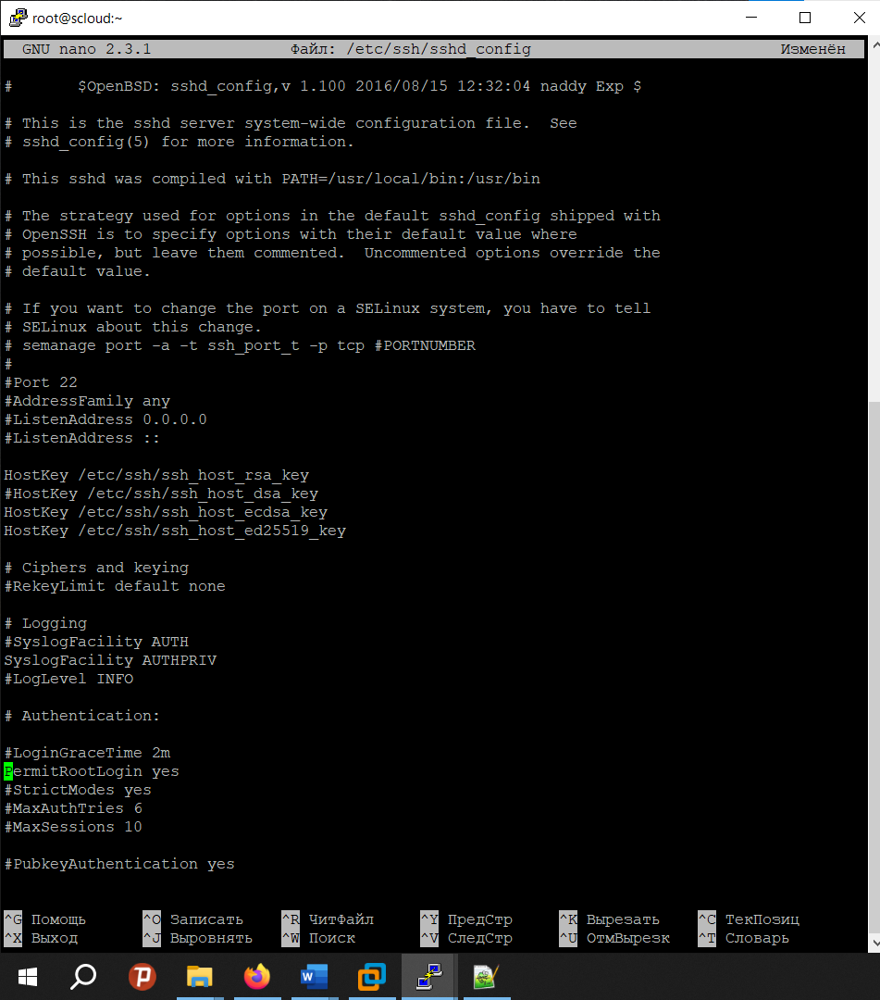 root@scloud:~
GNU nano 2.3.1 Файл: /etc/ssh/sshd_config Изменён
# $OpenBSD: sshd_config,v 1.100 2016/08/15 12:32:04 naddy Exp $
# This is the sshd server system-wide configuration file.  See
# sshd_config(5) for more information.
# This sshd was compiled with PATH=/usr/local/bin:/usr/bin
# The strategy used for options in the default sshd_config shipped with
# OpenSSH is to specify options with their default value where
# possible, but leave them commented.  Uncommented options override the
# default value.
# If you want to change the port on a SELinux system, you have to tell
# SELinux about this change.
# semanage port -a -t ssh_port_t -p tcp #PORTNUMBER
#
#Port 22
#AddressFamily any
#ListenAddress 0.0.0.0
#ListenAddress ::
HostKey /etc/ssh/ssh_host_rsa_key
#HostKey /etc/ssh/ssh_host_dsa_key
HostKey /etc/ssh/ssh_host_ecdsa_key
HostKey /etc/ssh/ssh_host_ed25519_key
# Ciphers and keying
#RekeyLimit default none
# Logging
#SyslogFacility AUTH
SyslogFacility AUTHPRIV
#LogLevel INFO
# Authentication:
#LoginGraceTime 2m
PermitRootLogin yes
#StrictModes yes
#MaxAuthTries 6
#MaxSessions 10
#PubkeyAuthentication yes
^G Помощь ^O Записать ^R ЧитФайл ^Y ПредСтр ^K Вырезать ^C ТекПозиц
^X Выход ^J Выровнять ^W Поиск ^V СледСтр ^U ОтмВырезк ^T Словарь